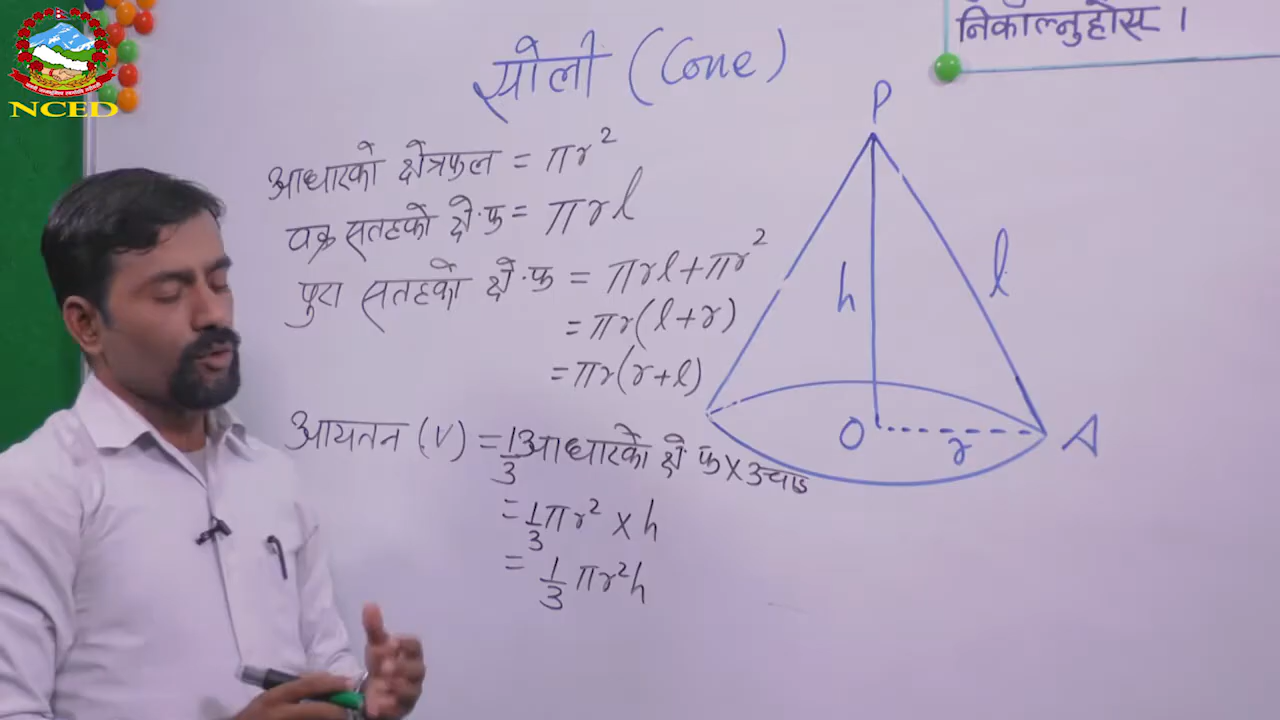 NCED
निकाल्नुहोस् ।
सोली (Cone)
आधारको क्षेत्रफल = πr²
वक्र सतहको क्षे.फ = πrl
पुरा सतहको क्षे.फ = πrl+πr²
= πr(l+r)
= πr(r+l)
आयतन (V) = 1/3 आधारको क्षे फ × उचाइ
= 1/3 πr² × h
= 1/3 πr²h
P
h
l
O
r
A